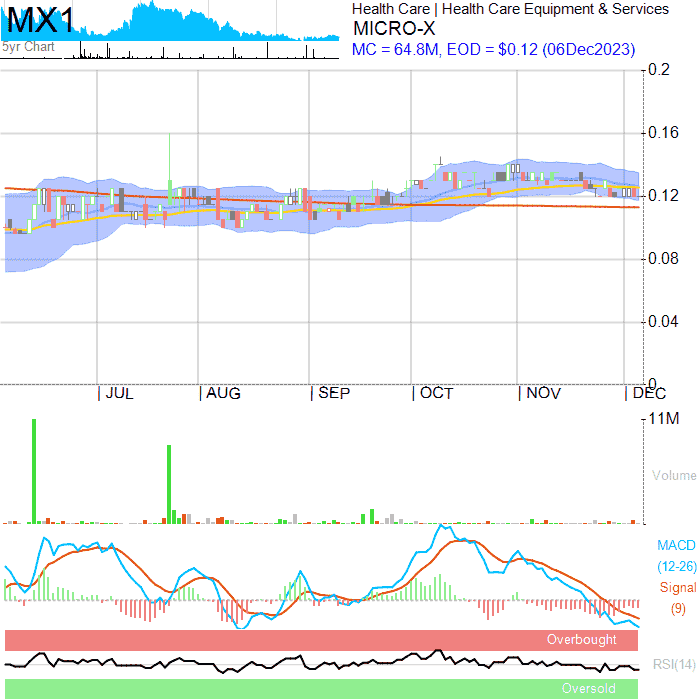 MX1
5yr Chart
Health Care | Health Care Equipment & Services
MICRO-X
MC = 64.8M, EOD = $0.12 (06Dec2023)
0.2
0.16
0.12
0.08
0.04
0
JUL
AUG
SEP
OCT
NOV
DEC
11M
Volume
MACD
(12-26)
Signal
(9)
Overbought
RSI(14)
Oversold